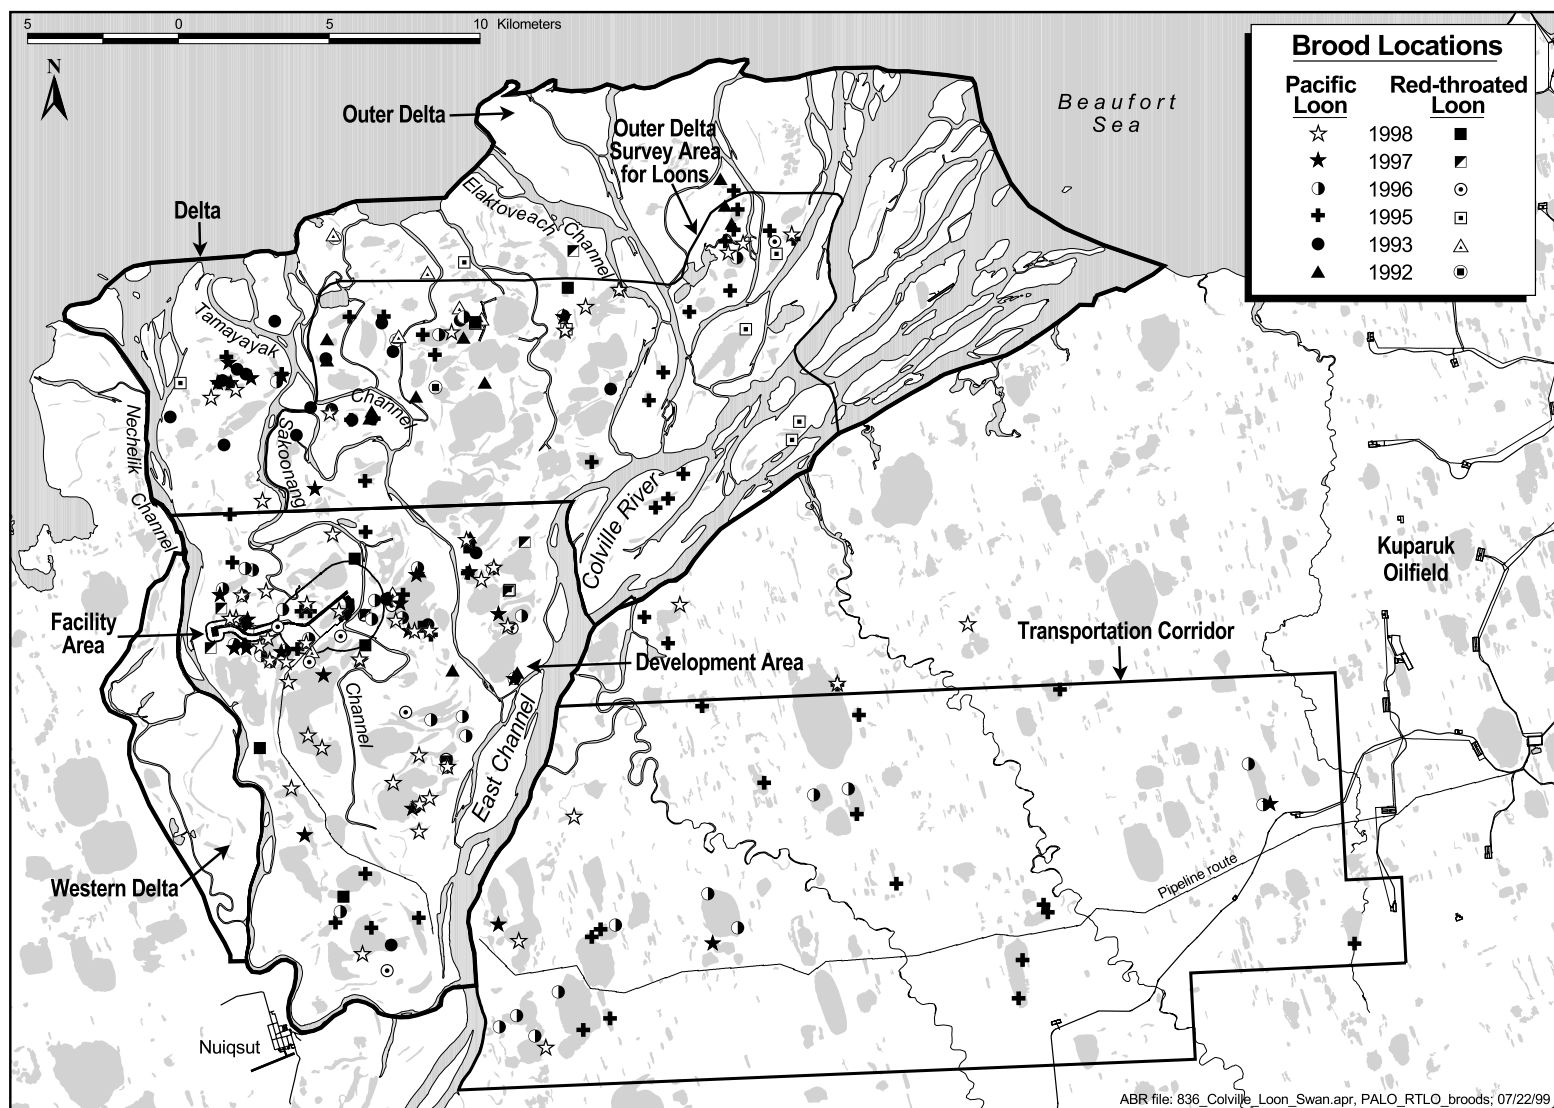 5 0 5 10 Kilometers
N
Brood Locations
Pacific Loon
Red-throated Loon
1998
1997
1996
1995
1993
1992
Beaufort
Sea
Outer Delta
Outer Delta
Survey Area
for Loons
Delta
Elaktoveach
Channel
Tamayayak
Channel
Sakoonang
Nechelik
Channel
Colville River
Kuparuk
Oilfield
Facility
Area
Transportation Corridor
Development Area
Channel
East Channel
Western Delta
Pipeline route
Nuiqsut
ABR file: 836_Colville_Loon_Swan.apr, PALO_RTLO_broods; 07/22/99